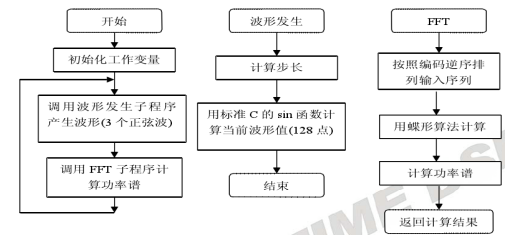 开始
初始化工作变量
调用波形发生子程序
产生波形(3 个正弦波)
调用 FFT 子程序计
算功率谱
波形发生
计算步长
用标准 C 的 sin 函数计
算当前波形值(128 点)
结束
FFT
按照编码逆序排
列输入序列
用蝶形算法计算
计算功率谱
返回计算结果
TIME DSP